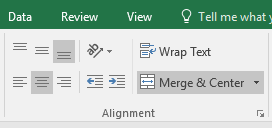 Data Review View Tell me what
Wrap Text
Merge & Center
Alignment